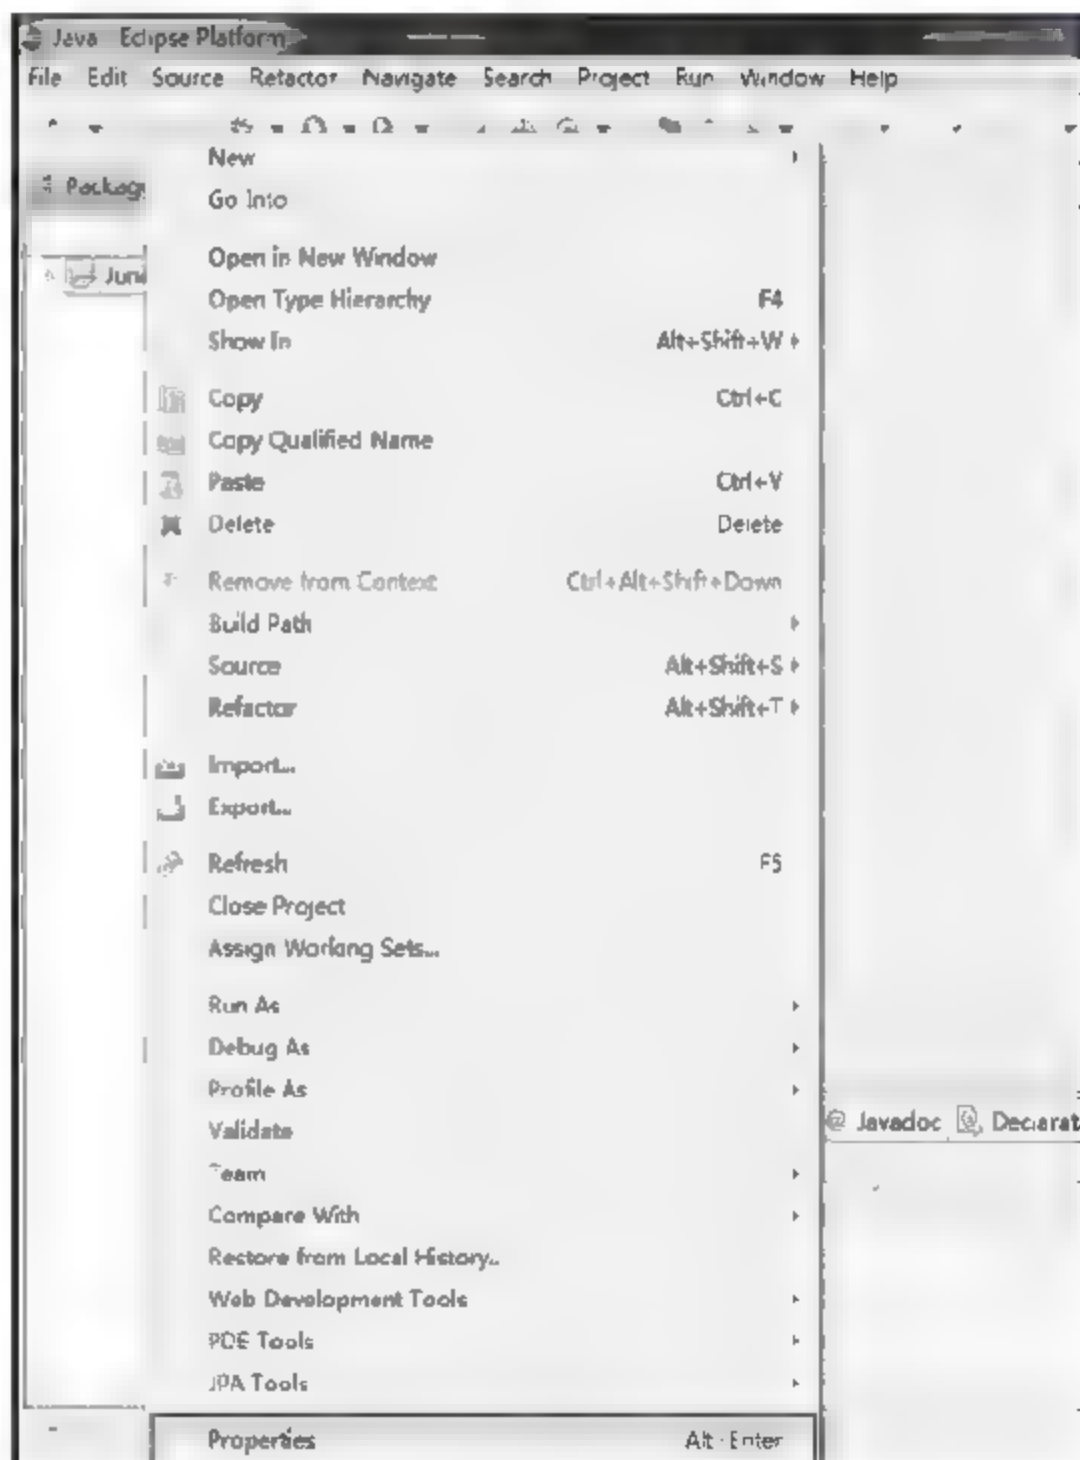 Java Eclipse Platform
File Edit Source Refactor Navigate Search Project Run Window Help
New
Packag
Go Into
Open in New Window
Juni
Open Type Hierarchy F4
Show In Alt+Shift+W
Copy Ctrl+C
Copy Qualified Name
Paste Ctrl+V
Delete Delete
Remove from Context Ctrl+Alt+Shift+Down
Build Path
Source Alt+Shift+S
Refactor Alt+Shift+T
Import...
Export...
Refresh F5
Close Project
Assign Working Sets...
Run As
Debug As
Profile As
Validate
@ Javadoc Declarat
Team
Compare With
Restore from Local History..
Web Development Tools
PDE Tools
JPA Tools
Properties Alt+Enter